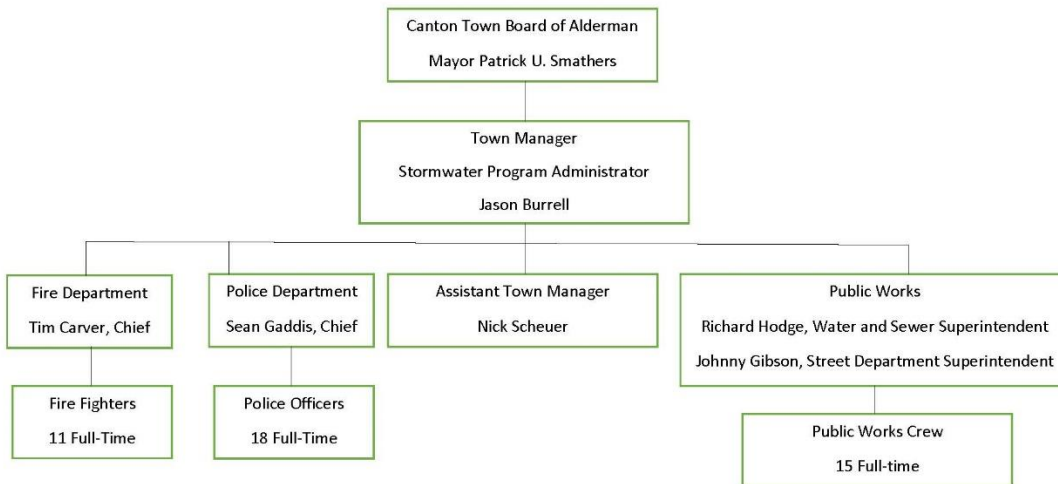 Canton Town Board of Alderman
Mayor Patrick U. Smathers
Town Manager
Stormwater Program Administrator
Jason Burrell
Fire Department
Tim Carver, Chief
Police Department
Sean Gaddis, Chief
Assistant Town Manager
Nick Scheuer
Public Works
Richard Hodge, Water and Sewer Superintendent
Johnny Gibson, Street Department Superintendent
Fire Fighters
11 Full-Time
Police Officers
18 Full-Time
Public Works Crew
15 Full-time